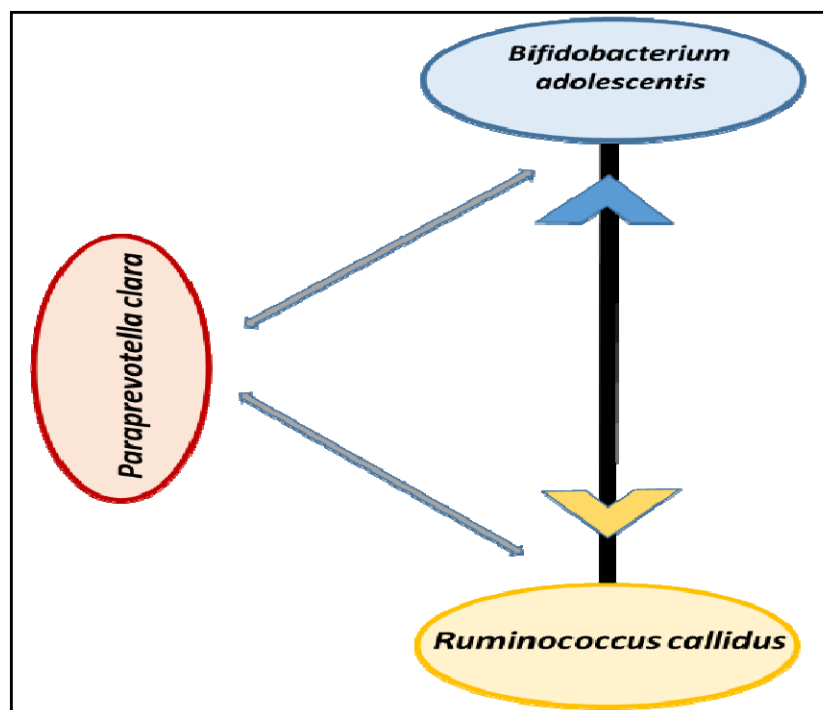 Bifidobacterium
adolescentis
Paraprevotella clara
Ruminococcus callidus